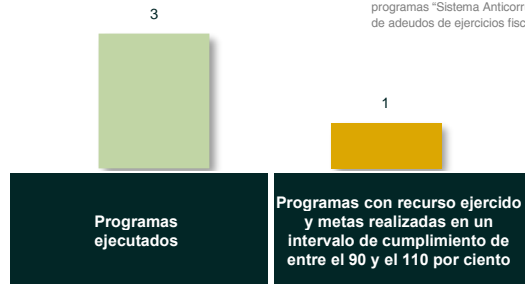 programas “Sistema Anticorr
de adeudos de ejercicios fisc
3
1
Programas
ejecutados
Programas con recurso ejercido
y metas realizadas en un
intervalo de cumplimiento de
entre el 90 y el 110 por ciento